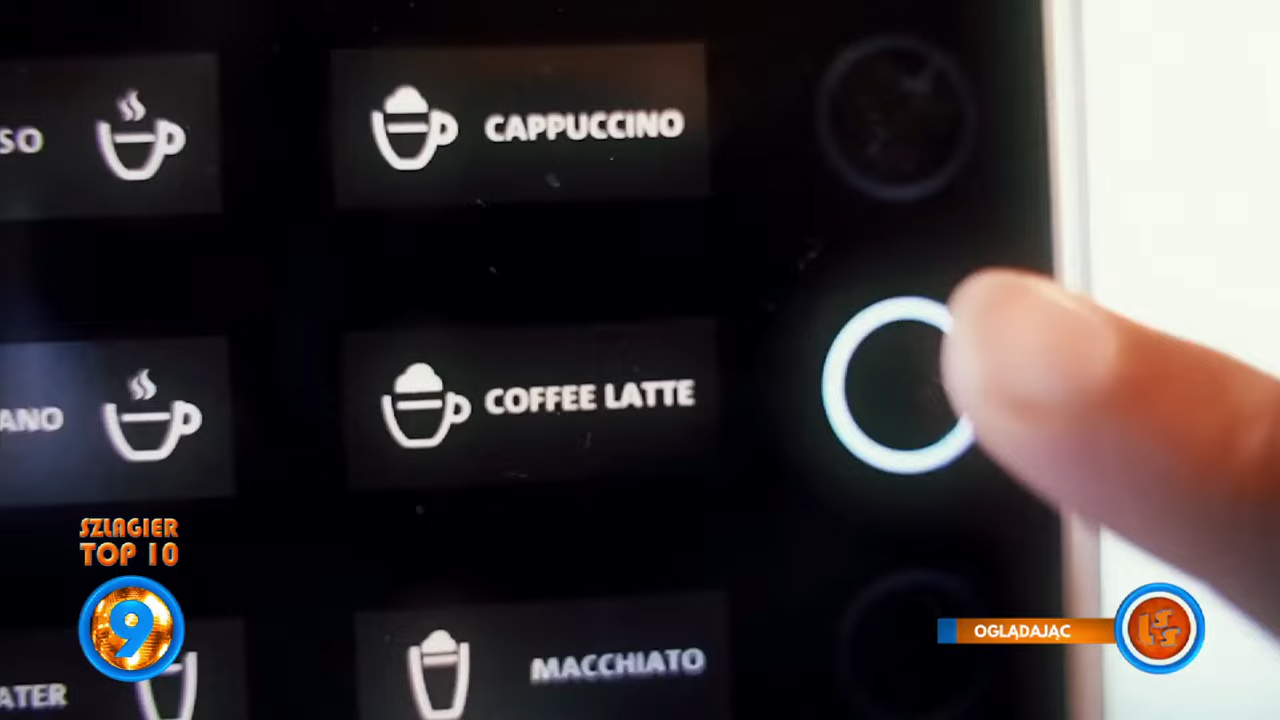 SO
CAPPUCCINO
ANO
COFFEE LATTE
ATER
MACCHIATO
SZLAGIER
TOP 10
9
OGLĄDAJĄC